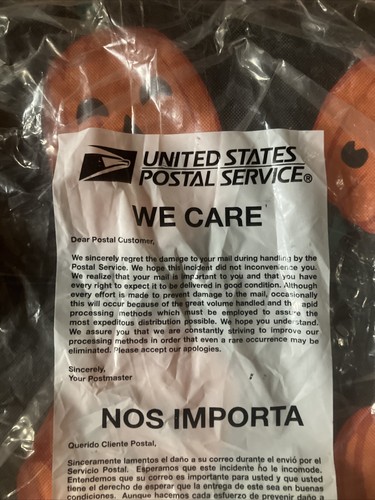 UNITED STATES
POSTAL SERVICE®
WE CARE
Dear Postal Customer,
We sincerely regret the damage to your mail during handling by the
Postal Service. We hope this incident did not inconvenience you.
We realize that your mail is important to you and that you have
every right to expect it to be delivered in good condition. Although
every effort is made to prevent damage to the mail, occasionally
this will occur because of the great volume handled and the rapid
processing methods which must be employed to assure the
most expeditous distribution possible. We hope you understand.
We assure you that we are constantly striving to improve our
processing methods in order that even a rare occurrence may be
eliminated. Please accept our apologies.
Sincerely,
Your Postmaster
NOS IMPORTA
Querido Cliente Postal,
Sinceramente lamentos el daño a su correo durante el envio por el
Servicio Postal. Esperamos que este incidente no le incomode.
Entendemos que su correo es importante para usted y que usted
tiene el derecho de esperar que la entrega de este sea en buenas
condiciones. Aunque hacemos cada esfuerzo de prevenir daño a